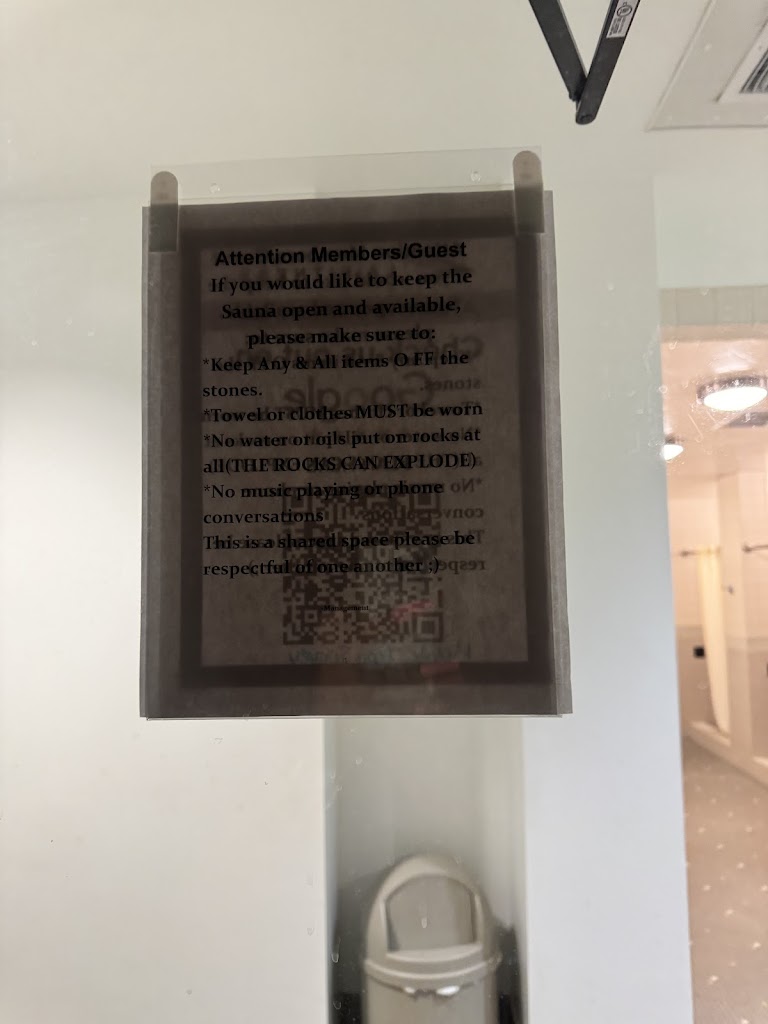 Attention Members/Guest
If you would like to keep the
Sauna open and available,
please make sure to:
*Keep Any & All items O FF the
stones.
*Towel or clothes MUST be worn
*No water or oils put on rocks at
all(THE ROCKS CAN EXPLODE)
*No music playing or phone
conversations
This is a shared space please be
respectful of one another ;)
Management
Google